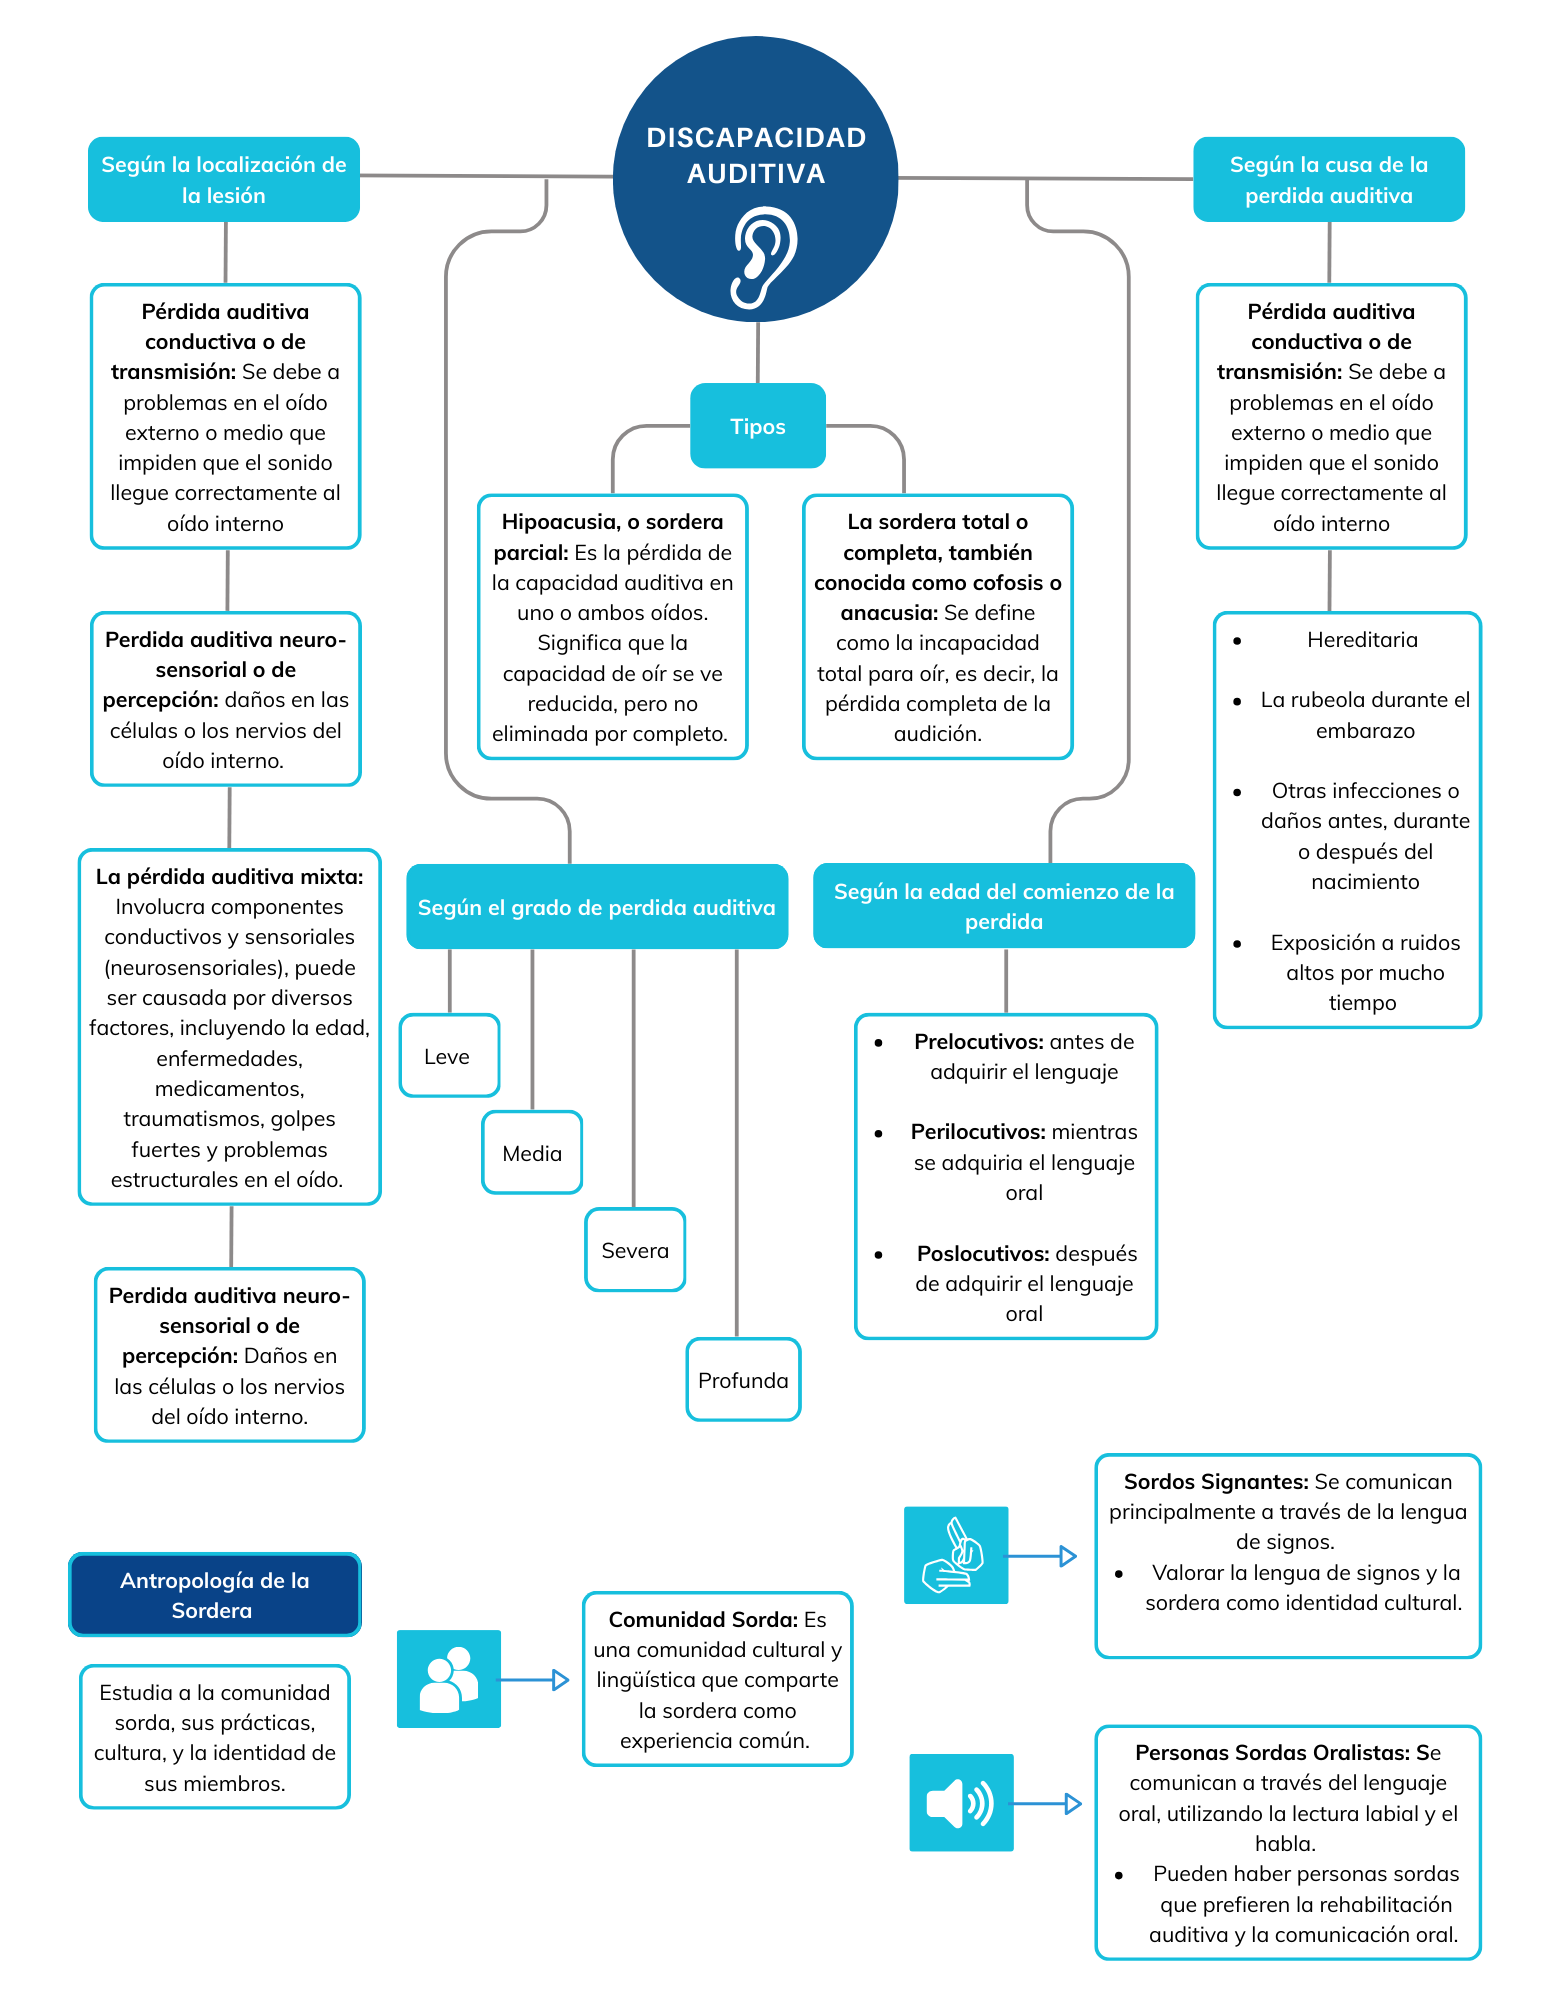 DISCAPACIDAD
AUDITIVA
Según la localización de
la lesión
Pérdida auditiva
conductiva o de
transmisión: Se debe a
problemas en el oído
externo o medio que
impiden que el sonido
llegue correctamente al
oído interno
Perdida auditiva neuro-
sensorial o de
percepción: daños en las
células o los nervios del
oído interno.
La pérdida auditiva mixta:
Involucra componentes
conductivos y sensoriales
(neurosensoriales), puede
ser causada por diversos
factores, incluyendo la edad,
enfermedades,
medicamentos,
traumatismos, golpes
fuertes y problemas
estructurales en el oído.
Perdida auditiva neuro-
sensorial o de
percepción: Daños en
las células o los nervios
del oído interno.
Tipos
Hipoacusia, o sordera
parcial: Es la pérdida de
la capacidad auditiva en
uno o ambos oídos.
Significa que la
capacidad de oír se ve
reducida, pero no
eliminada por completo.
La sordera total o
completa, también
conocida como cofosis o
anacusia: Se define
como la incapacidad
total para oír, es decir, la
pérdida completa de la
audición.
Según el grado de perdida auditiva
Leve
Media
Severa
Profunda
Según la edad del comienzo de la
perdida
• Prelocutivos: antes de
adquirir el lenguaje
• Perilocutivos: mientras
se adquiria el lenguaje
oral
• Poslocutivos: después
de adquirir el lenguaje
oral
Según la cusa de la
perdida auditiva
Pérdida auditiva
conductiva o de
transmisión: Se debe a
problemas en el oído
externo o medio que
impiden que el sonido
llegue correctamente al
oído interno
• Hereditaria
• La rubeola durante el
embarazo
• Otras infecciones o
daños antes, durante
o después del
nacimiento
• Exposición a ruidos
altos por mucho
tiempo
Antropología de la
Sordera
Estudia a la comunidad
sorda, sus prácticas,
cultura, y la identidad de
sus miembros.
Comunidad Sorda: Es
una comunidad cultural y
lingüística que comparte
la sordera como
experiencia común.
Sordos Signantes: Se comunican
principalmente a través de la lengua
de signos.
• Valorar la lengua de signos y la
sordera como identidad cultural.
Personas Sordas Oralistas: Se
comunican a través del lenguaje
oral, utilizando la lectura labial y el
habla.
• Pueden haber personas sordas
que prefieren la rehabilitación
auditiva y la comunicación oral.